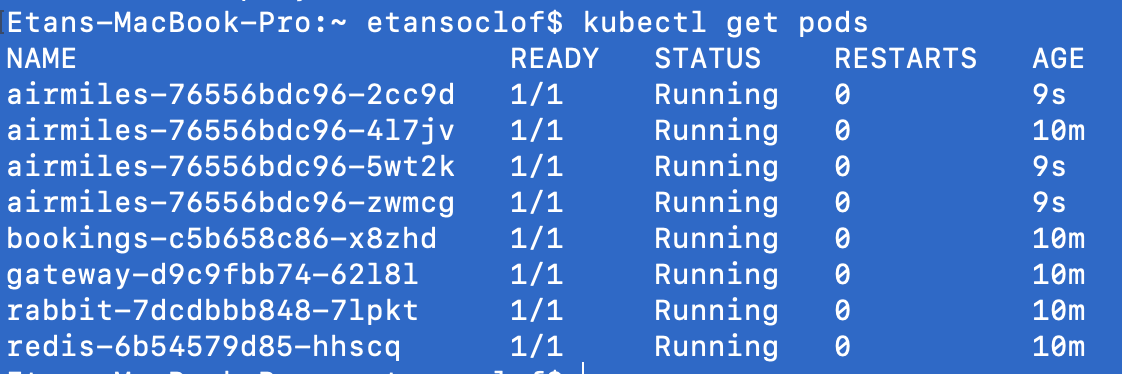 Etans-MacBook-Pro:~ etansoclof$ kubectl get pods
NAME READY STATUS RESTARTS AGE
airmiles-76556bdc96-2cc9d 1/1 Running 0 9s
airmiles-76556bdc96-4l7jv 1/1 Running 0 10m
airmiles-76556bdc96-5wt2k 1/1 Running 0 9s
airmiles-76556bdc96-zwmcg 1/1 Running 0 9s
bookings-c5b658c86-x8zhd 1/1 Running 0 10m
gateway-d9c9fbb74-62l8l 1/1 Running 0 10m
rabbit-7dcdbbb848-7lpkt 1/1 Running 0 10m
redis-6b54579d85-hhscq 1/1 Running 0 10m
Etans-MacBook-Pro:~ etansoclof$